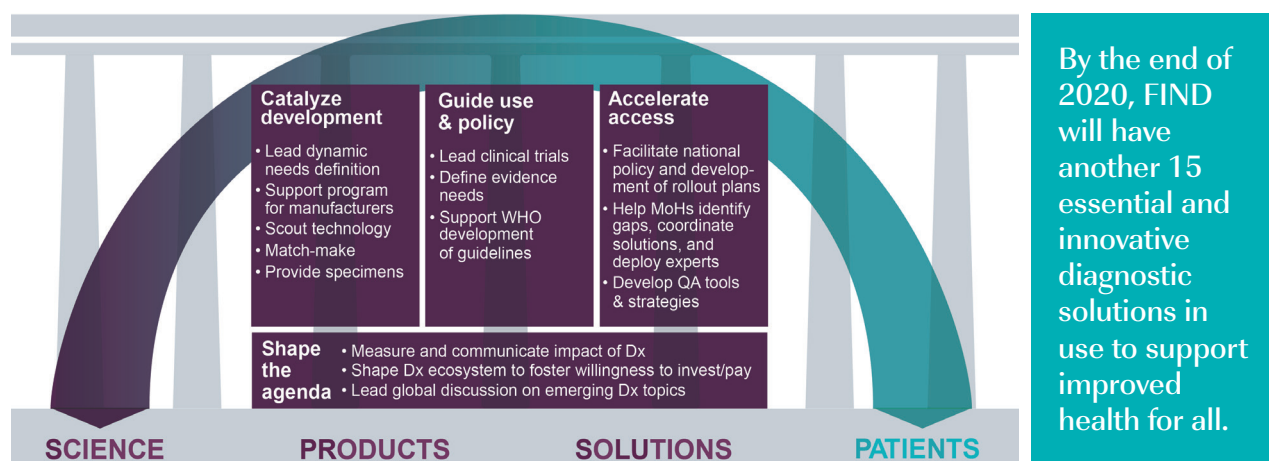 Catalyze
development
• Lead dynamic
needs definition
• Support program
for manufacturers
• Scout technology
• Match-make
• Provide specimens
Guide use
& policy
• Lead clinical trials
• Define evidence
needs
• Support WHO
development
of guidelines
Accelerate
access
• Facilitate national
policy and develop-
ment of rollout plans
• Help MoHs identify
gaps, coordinate
solutions, and
deploy experts
• Develop QA tools
& strategies
Shape
the
agenda
• Measure and communicate impact of Dx
• Shape Dx ecosystem to foster willingness to invest/pay
• Lead global discussion on emerging Dx topics
SCIENCE PRODUCTS SOLUTIONS PATIENTS
By the end of
2020, FIND
will have
another 15
essential and
innovative
diagnostic
solutions in
use to support
improved
health for all.